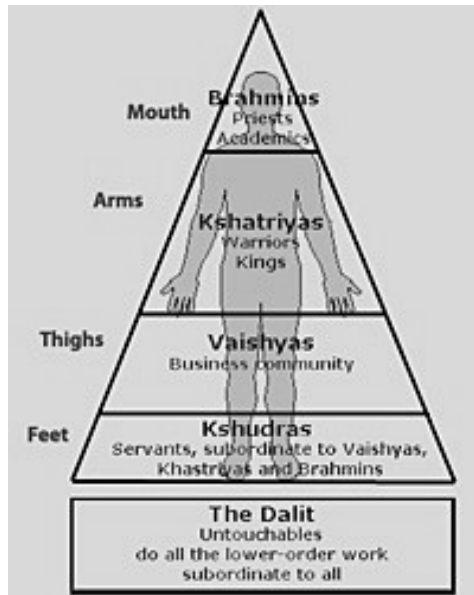 Mouth
Brahmins
Priests
Academics
Arms
Kshatriyas
Warriors
Kings
Thighs
Vaishyas
Business community
Feet
Kshudras
Servants, subordinate to Vaishyas,
Khastriyas and Brahmins
The Dalit
Untouchables
do all the lower-order work
subordinate to all